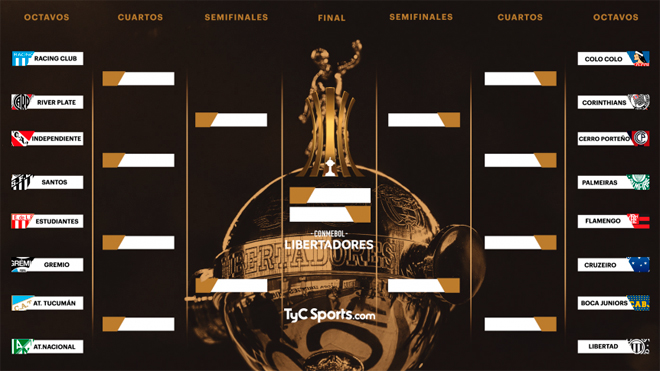 OCTAVOS CUARTOS SEMIFINALES FINAL SEMIFINALES CUARTOS OCTAVOS
RACING CLUB
RIVER PLATE
INDEPENDIENTE
SANTOS
ESTUDIANTES
GREMIO
AT. TUCUMÁN
AT.NACIONAL
CONMEBOL
LIBERTADORES
LIBERTADORES
TyC Sports.com
COLO COLO
CORINTHIANS
CERRO PORTEÑO
PALMEIRAS
FLAMENGO
CRUZEIRO
BOCA JUNIORS
LIBERTAD